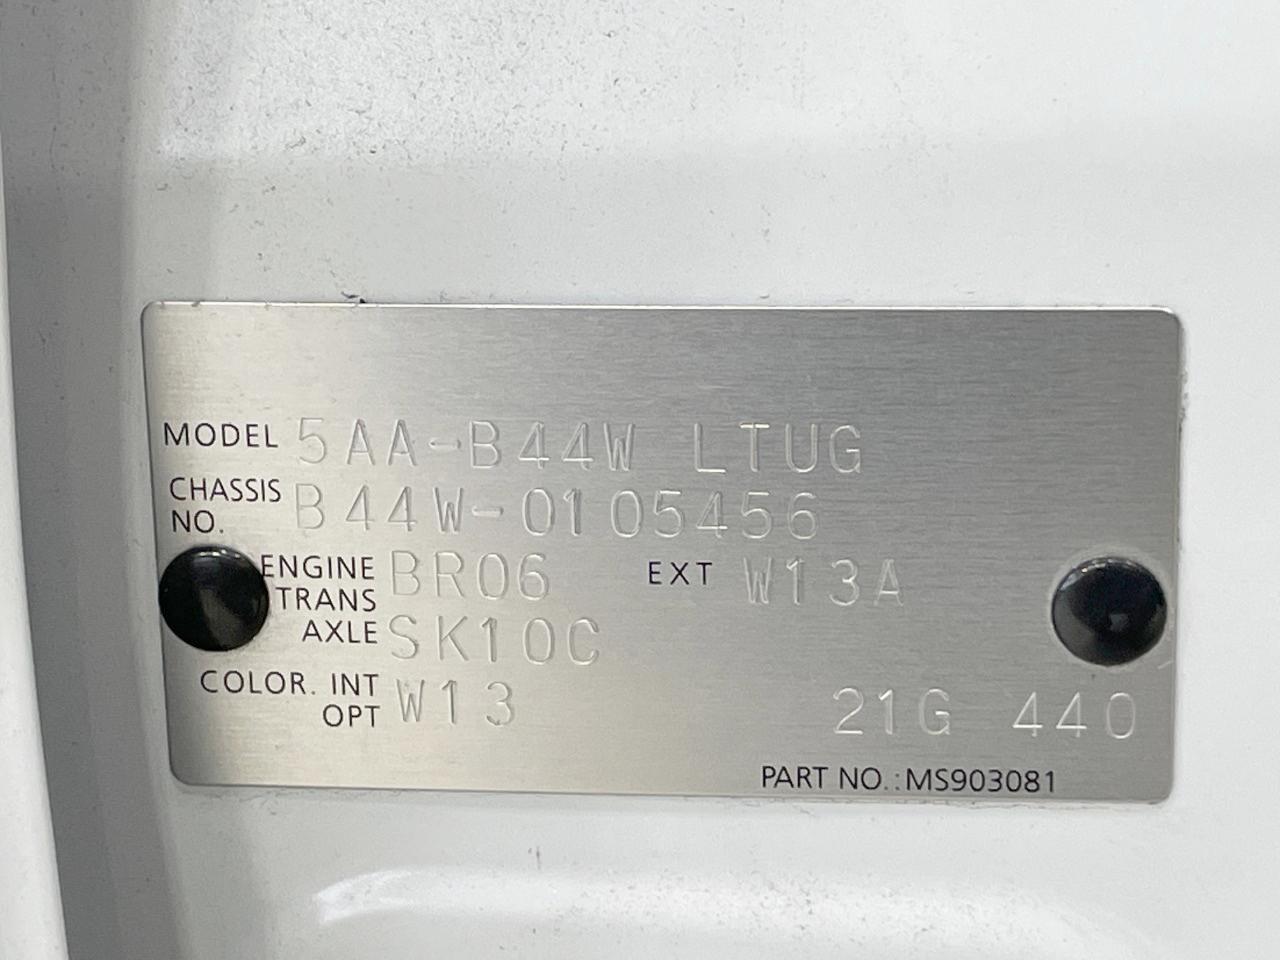 MODEL 5AA-B44W LTUG
CHASSIS NO. B44W-0105456
ENGINE BR06 EXT W13A
TRANS AXLE SK10C
COLOR. INT OPT W13 21G 440
PART NO.:MS903081